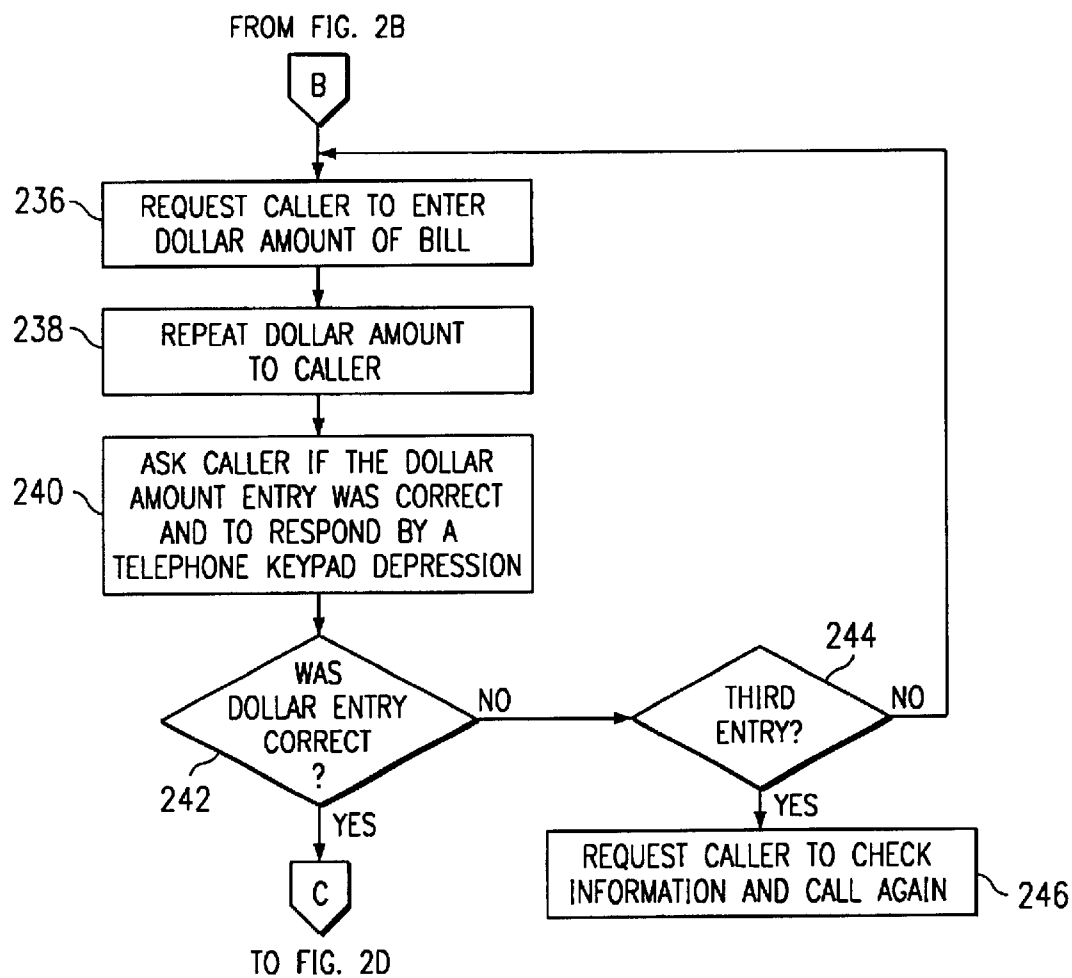 FROM FIG. 2B
B
236
REQUEST CALLER TO ENTER
DOLLAR AMOUNT OF BILL
238
REPEAT DOLLAR AMOUNT
TO CALLER
240
ASK CALLER IF THE DOLLAR
AMOUNT ENTRY WAS CORRECT
AND TO RESPOND BY A
TELEPHONE KEYPAD DEPRESSION
WAS
DOLLAR ENTRY
CORRECT
?
242
NO
YES
244
THIRD
ENTRY?
NO
YES
REQUEST CALLER TO CHECK
INFORMATION AND CALL AGAIN
246
C
TO FIG. 2D